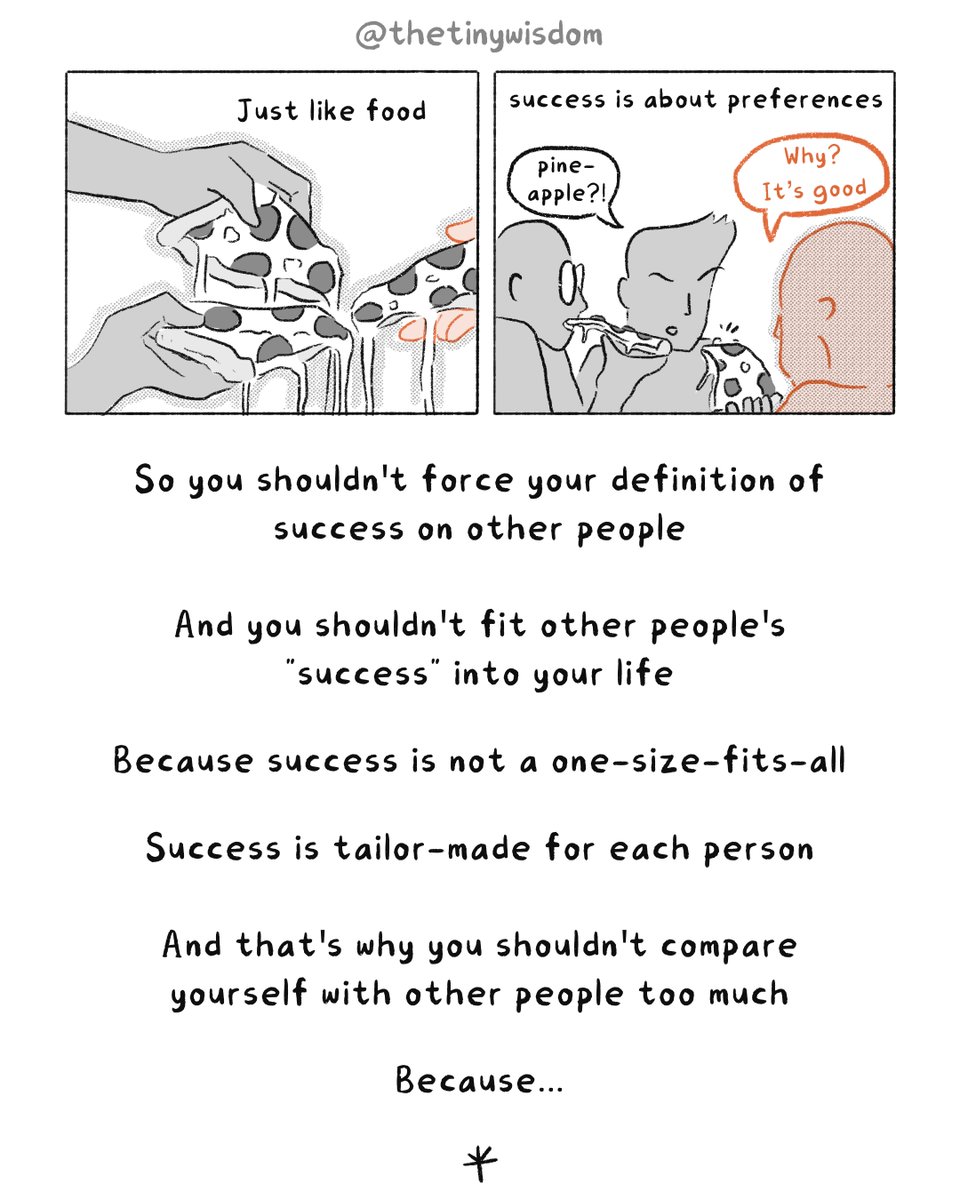 @thetinywisdom
Just like food
success is about preferences
pine-
apple?!
Why?
It's good
So you shouldn't force your definition of
success on other people
And you shouldn't fit other people's
"success" into your life
Because success is not a one-size-fits-all
Success is tailor-made for each person
And that's why you shouldn't compare
yourself with other people too much
Because...